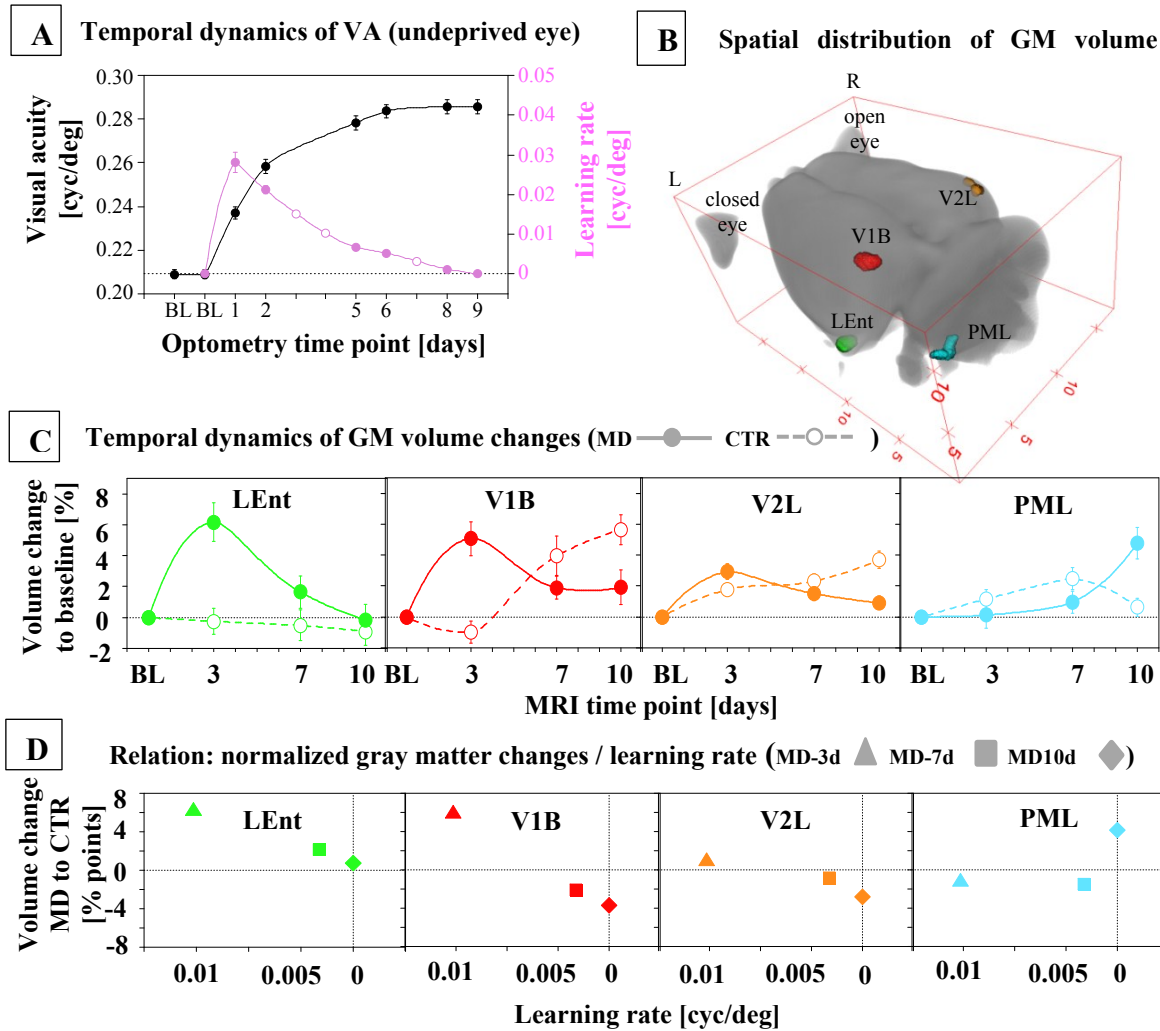 A Temporal dynamics of VA (undeprived eye)
0.30
0.28
0.26
0.24
0.22
0.20
Visual acuity
[cyc/deg]
0.05
0.04
0.03
0.02
0.01
0
Learning rate
[cyc/deg]
BL BL 1 2 5 6 8 9
Optometry time point [days]
B Spatial distribution of GM volume
R
open
eye
L
closed
eye
V2L
V1B
LEnt
PML
10
5
10
5
10
5
C Temporal dynamics of GM volume changes (MD CTR )
Volume change
to baseline [%]
8
6
4
2
0
-2
LEnt V1B V2L PML
BL 3 7 10 BL 3 7 10 BL 3 7 10 BL 3 7 10
MRI time point [days]
D Relation: normalized gray matter changes / learning rate (MD-3d MD-7d MD10d )
Volume change
MD to CTR
[% points]
8
4
0
-4
-8
LEnt V1B V2L PML
0.01 0.005 0 0.01 0.005 0 0.01 0.005 0 0.01 0.005 0
Learning rate [cyc/deg]